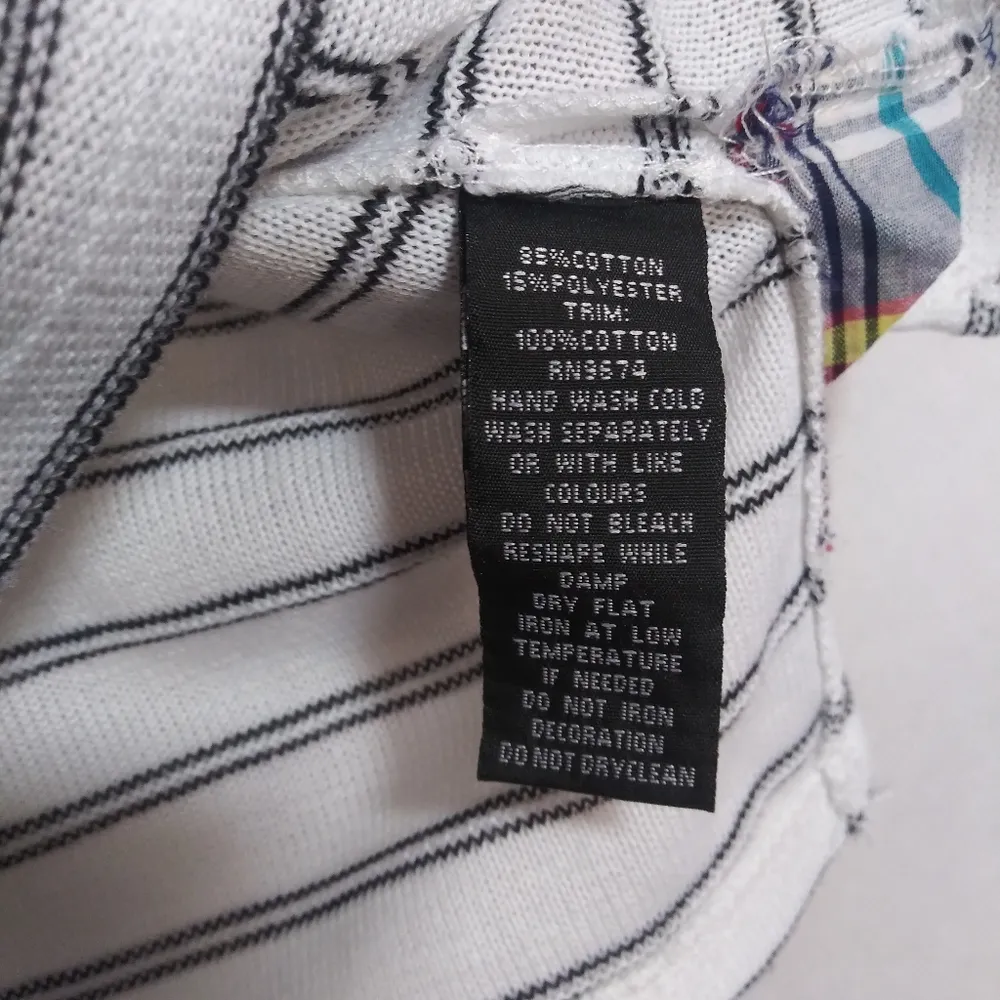 85%COTTON
15%POLYESTER
TRIM:
100%COTTON
RN8674
HAND WASH COLD
WASH SEPARATELY
OR WITH LIKE
COLOURS
DO NOT BLEACH
RESHAPE WHILE
DAMP
DRY FLAT
IRON AT LOW
TEMPERATURE
IF NEEDED
DO NOT IRON
DECORATION
DO NOT DRYCLEAN